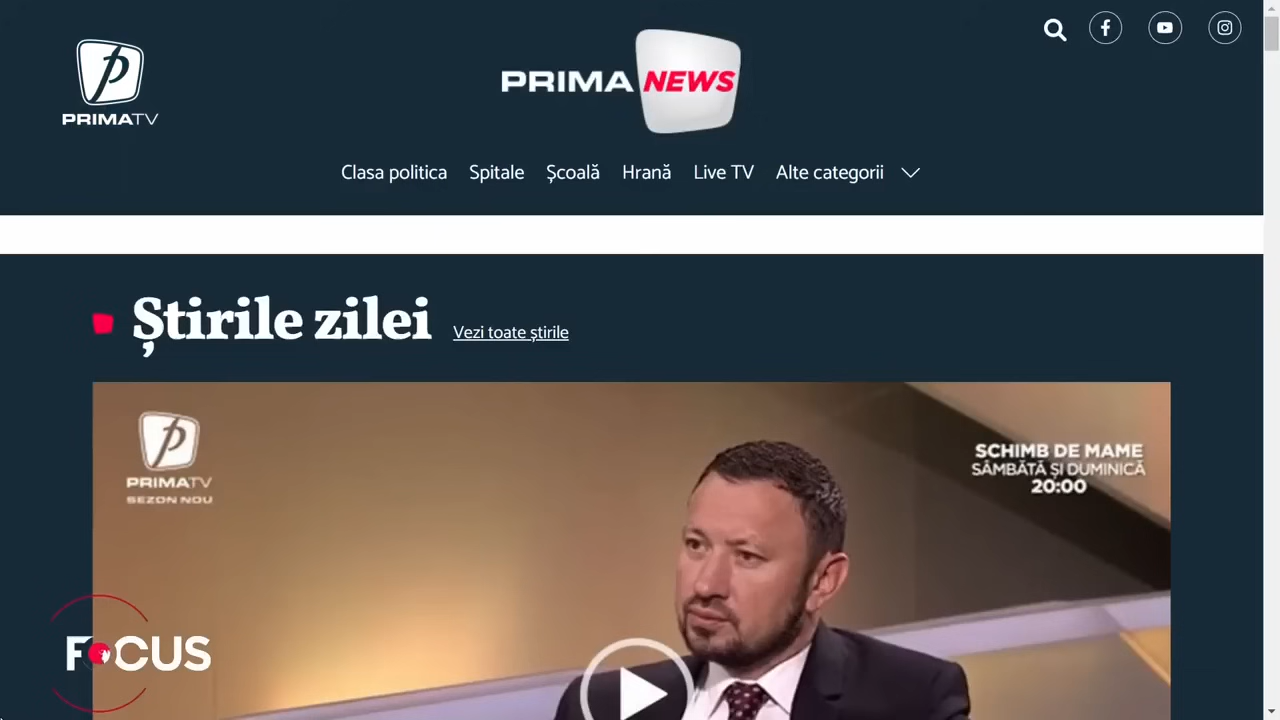 PRIMATV
PRIMA NEWS
Clasa politica Spitale Școală Hrană Live TV Alte categorii
Știrile zilei Vezi toate știrile
PRIMATV
SEZON NOU
SCHIMB DE MAME
SÂMBĂTĂ ȘI DUMINICĂ
20:00
FOCUS